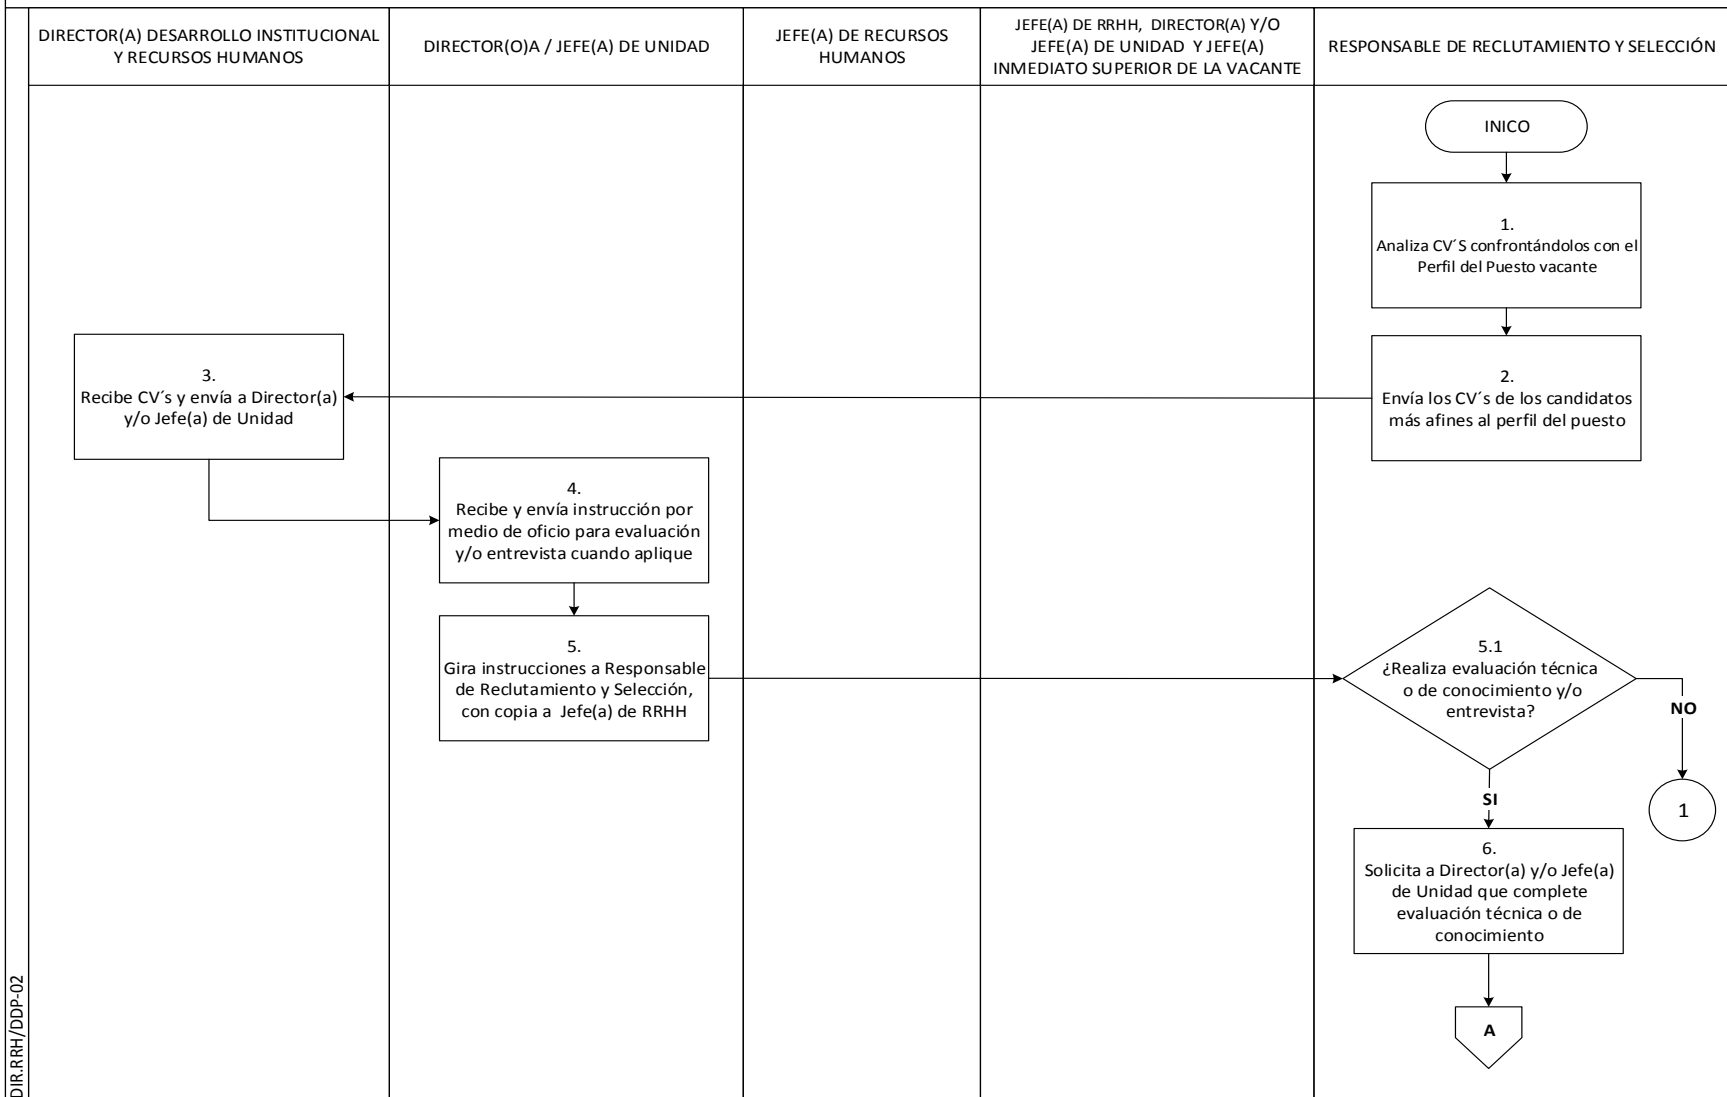 DIRECTOR(A) DESARROLLO INSTITUCIONAL
Y RECURSOS HUMANOS
DIRECTOR(O)A / JEFE(A) DE UNIDAD
JEFE(A) DE RECURSOS
HUMANOS
JEFE(A) DE RRHH, DIRECTOR(A) Y/O
JEFE(A) DE UNIDAD Y JEFE(A)
INMEDIATO SUPERIOR DE LA VACANTE
RESPONSABLE DE RECLUTAMIENTO Y SELECCIÓN
INICO
1.
Analiza CV´S confrontándolos con el
Perfil del Puesto vacante
2.
Envía los CV´s de los candidatos
más afines al perfil del puesto
3.
Recibe CV´s y envía a Director(a)
y/o Jefe(a) de Unidad
4.
Recibe y envía instrucción por
medio de oficio para evaluación
y/o entrevista cuando aplique
5.
Gira instrucciones a Responsable
de Reclutamiento y Selección,
con copia a Jefe(a) de RRHH
5.1
¿Realiza evaluación técnica
o de conocimiento y/o
entrevista?
NO
1
SI
6.
Solicita a Director(a) y/o Jefe(a)
de Unidad que complete
evaluación técnica o de
conocimiento
A
DIR.RRH/DDP-02